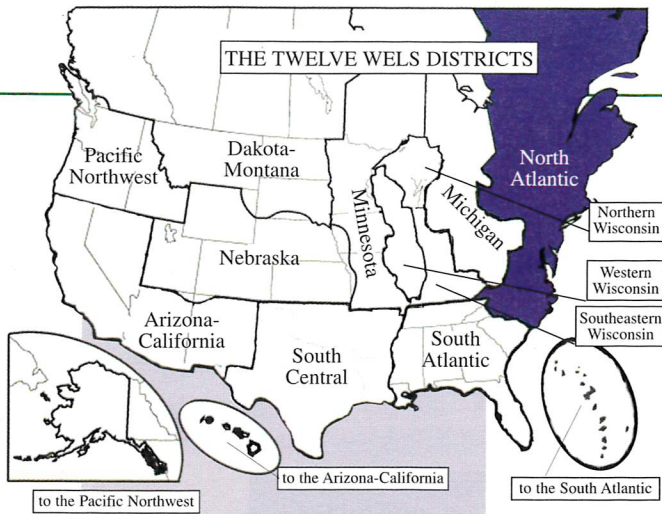 THE TWELVE WELS DISTRICTS
Pacific
Northwest
Dakota-
Montana
North
Atlantic
Minnesota
Michigan
Northern
Wisconsin
Nebraska
Western
Wisconsin
Southeastern
Wisconsin
Arizona-
California
South
Central
South
Atlantic
to the Arizona-California
to the South Atlantic
to the Pacific Northwest